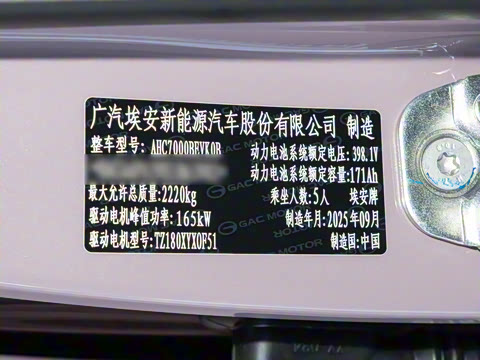 广汽埃安新能源汽车股份有限公司 制造
整车型号: AHC7000BEVK0B 动力电池系统额定电压: 398.1V
动力电池系统额定容量: 171Ah
最大允许总质量: 2220kg 乘坐人数: 5人 埃安牌
驱动电机峰值功率: 165kW 制造年月: 2025年09月
驱动电机型号: TZ180XYX0F51 制造国: 中国
GAC MOTOR